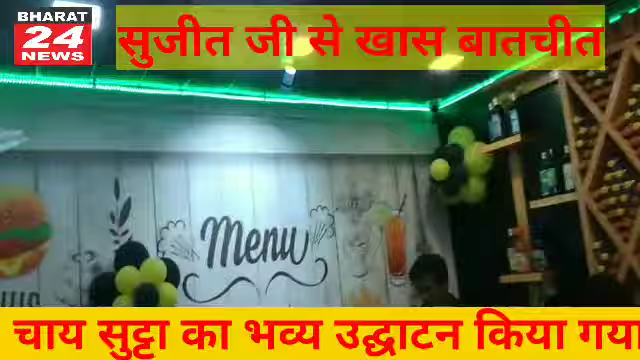 BHARAT
24
NEWS
सुजीत जी से खास बातचीत
menu
चाय सुट्टा का भव्य उद्घाटन किया गया